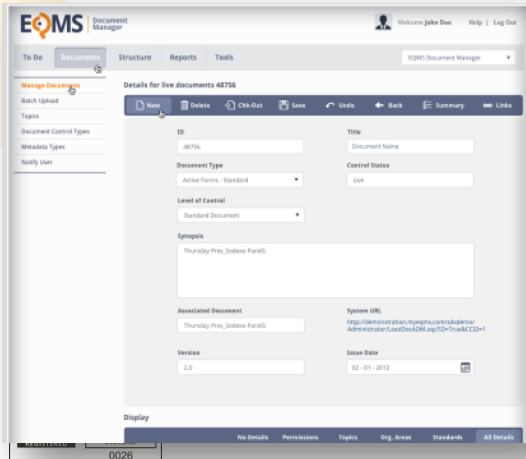 EQMS Document Manager
Welcome John Doe Help | Log Out
To Do Documents Structure Reports Tools EQMS Document Manager
Manage Documents
Batch Upload
Topics
Document Control Types
Metadata Types
Notify User
Details for live documents 48756
New Delete Chk-Out Save Undo Back Summary Links
ID Title
48756 Document Name
Document Type Control Status
Active Forms - Standard Live
Level of Control
Standard Document
Synopsis
Thursday Pres_Sodexo PandG
Associated Document System URL
Thursday Pres_Sodexo PandG http://demonstration.myeqms.com/sdxdemo/
Administrator/LoadDocADM.asp?ID=True&CCID=1
Version Issue Date
2.0 02 - 01 - 2013
Display
No Details Permissions Topics Org. Areas Standards All Details
REGISTERED
0026